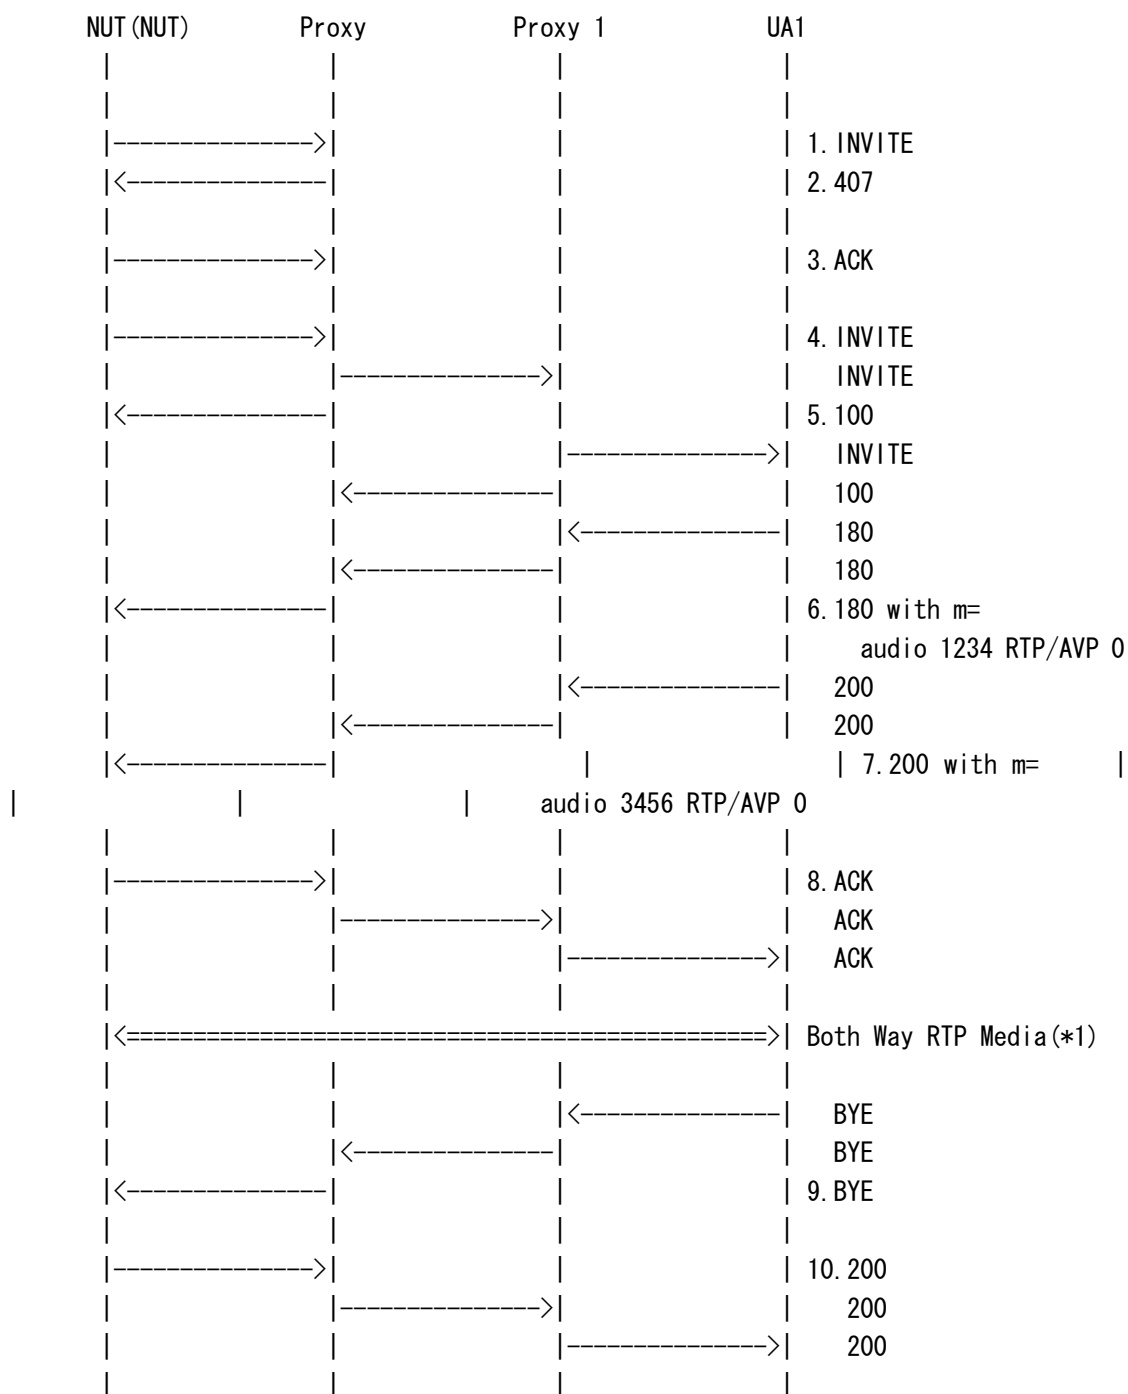 NUT(NUT) Proxy Proxy 1 UA1
1.INVITE
2.407
3.ACK
4.INVITE
INVITE
5.100
INVITE
100
180
180
6.180 with m=
audio 1234 RTP/AVP 0
200
200
7.200 with m=
audio 3456 RTP/AVP 0
8.ACK
ACK
ACK
Both Way RTP Media(*1)
BYE
BYE
9.BYE
10.200
200
200